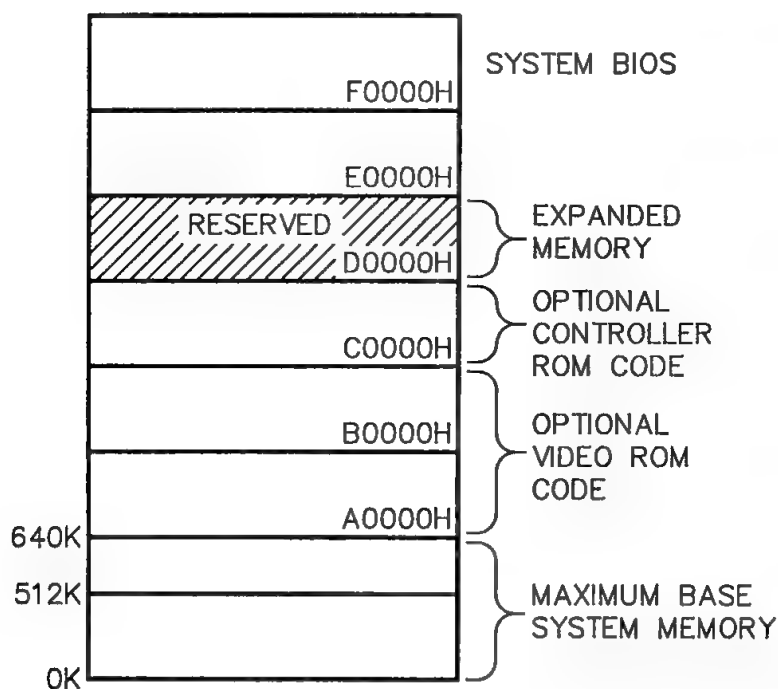 SYSTEM BIOS
F0000H
E0000H
RESERVED
EXPANDED
MEMORY
D0000H
OPTIONAL
CONTROLLER
ROM CODE
C0000H
OPTIONAL
VIDEO ROM
CODE
B0000H
A0000H
640K
512K
MAXIMUM BASE
SYSTEM MEMORY
0K